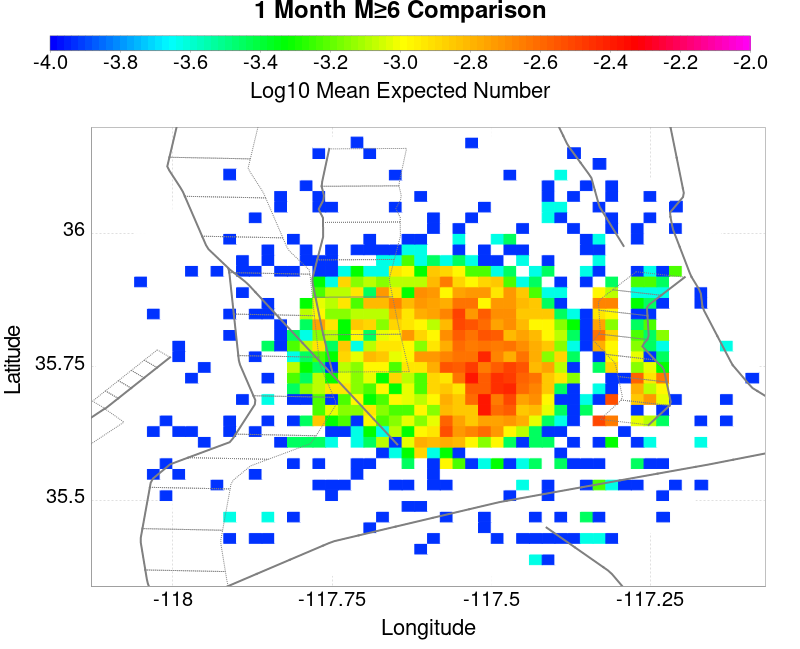 1 Month M≥6 Comparison
-4.0 -3.8 -3.6 -3.4 -3.2 -3.0 -2.8 -2.6 -2.4 -2.2 -2.0
Log10 Mean Expected Number
36
35.75
35.5
Latitude
-118 -117.75 -117.5 -117.25
Longitude